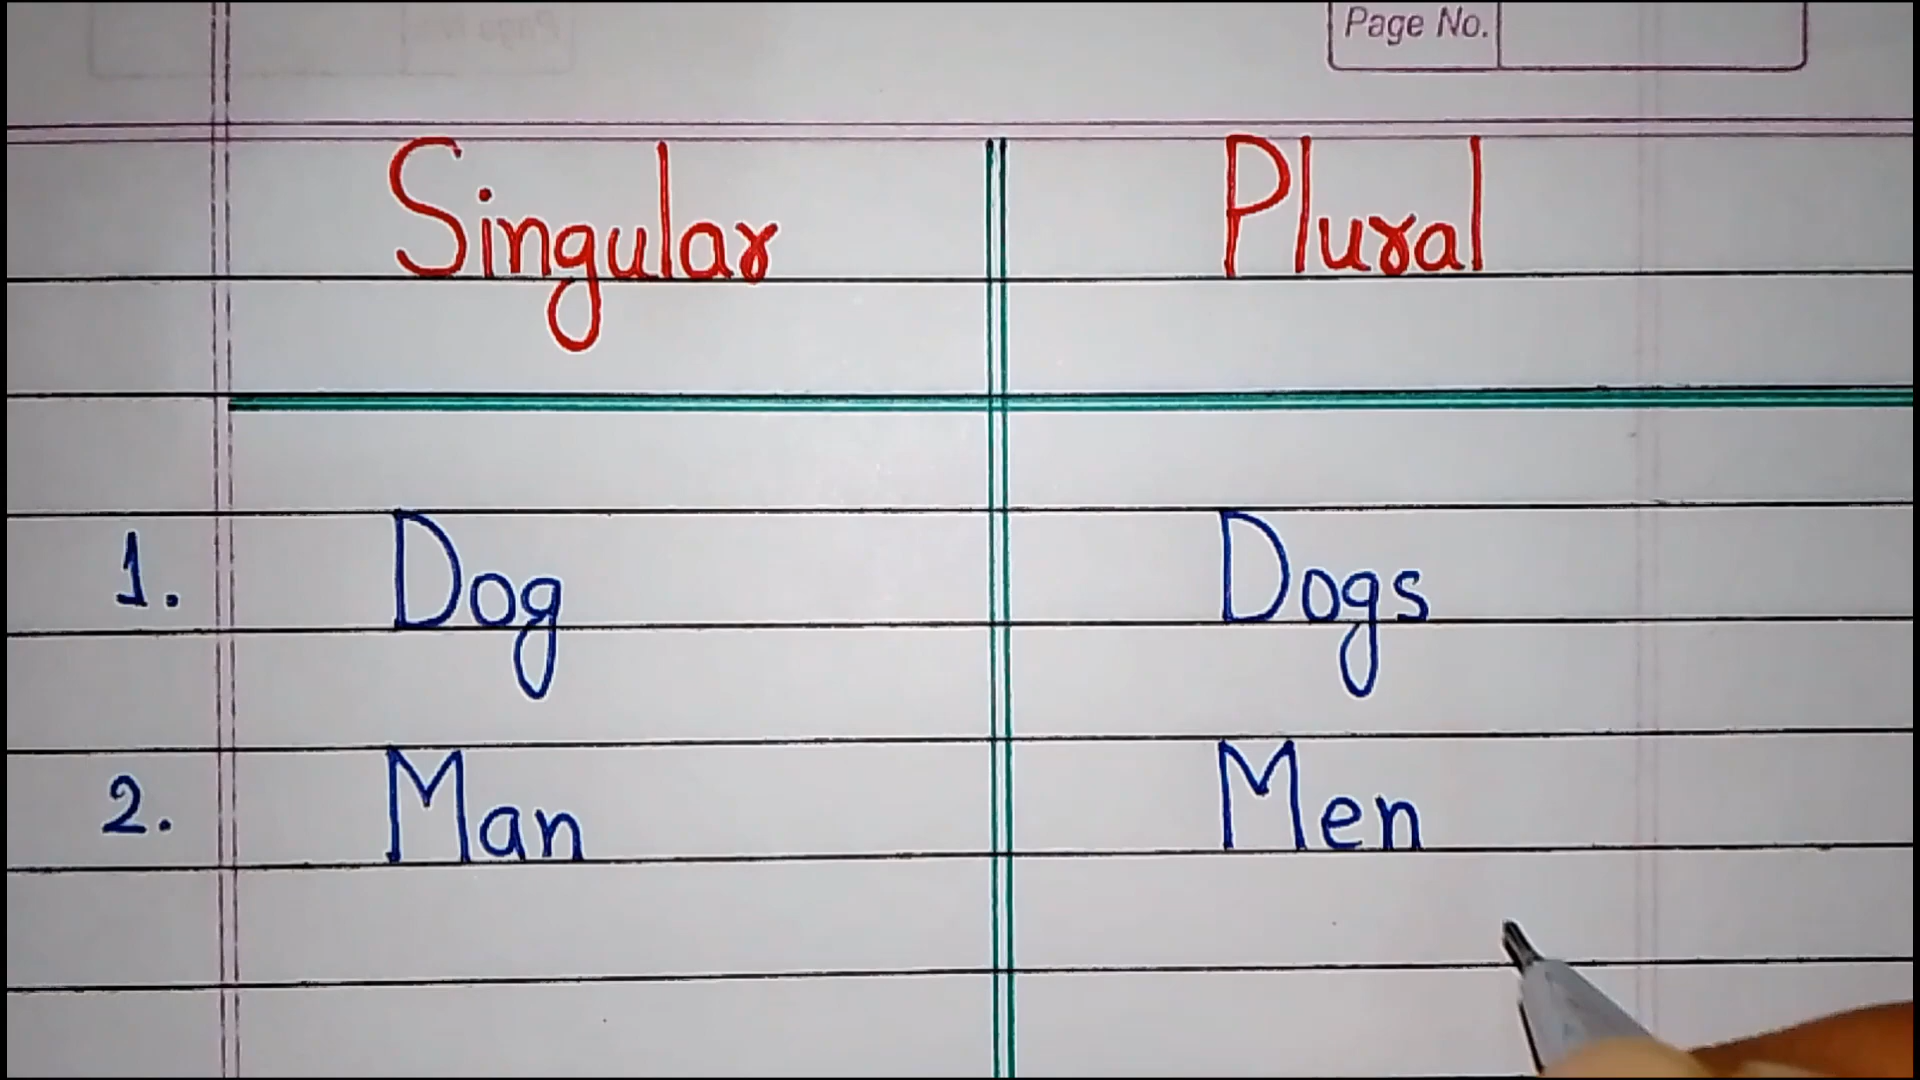 Page No.
Singular Plural
1. Dog Dogs
2. Man Men